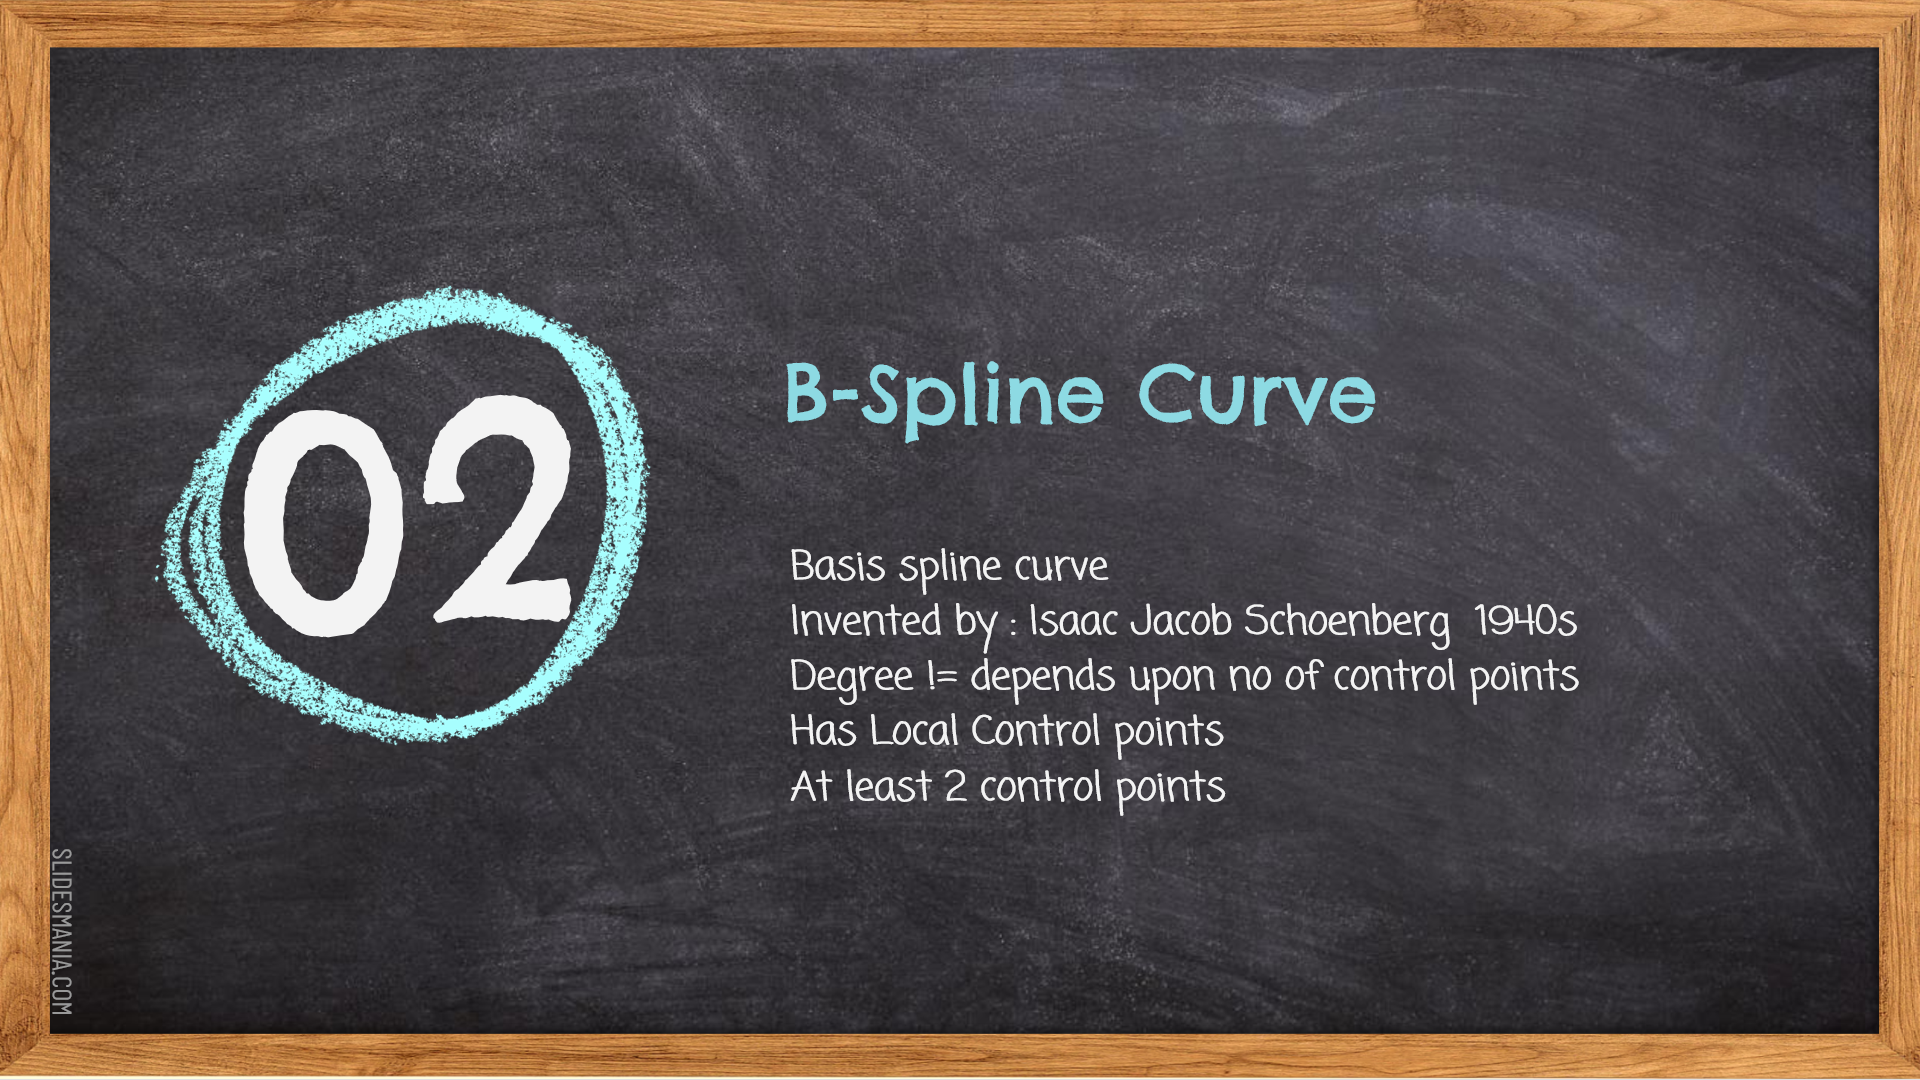 02
B-Spline Curve
Basis spline curve
Invented by : Isaac Jacob Schoenberg  1940s
Degree != depends upon no of control points
Has Local Control points
At least 2 control points
SLIDESMANIA.COM